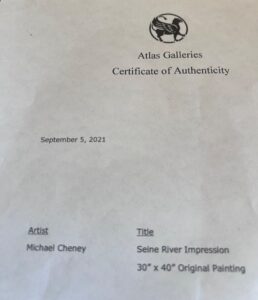 Atlas Galleries
Certificate of Authenticity
September 5, 2021
Artist Title
Michael Cheney Seine River Impression
30" x 40" Original Painting